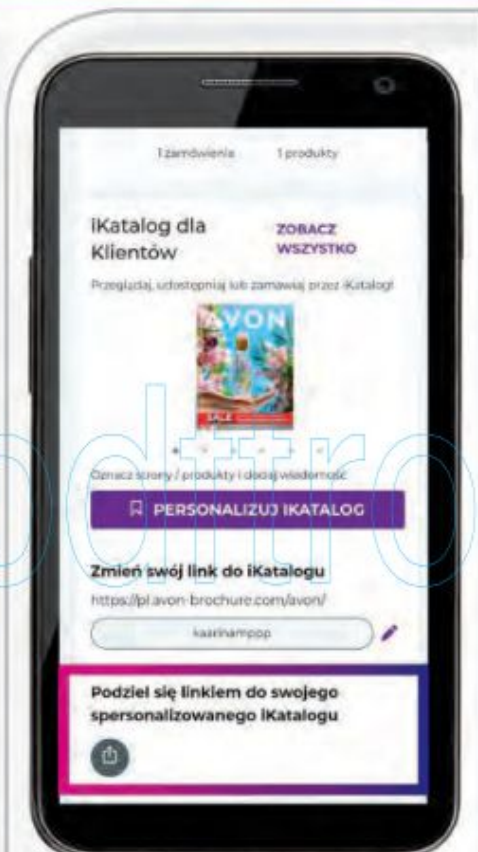 1 zamówienia 1 produkty
iKatalog dla
Klientów
ZOBACZ
WSZYSTKO
Przeglądaj, udostępniaj lub zamawiaj przez iKatalog!
AVON
SALE
Oznacz strony / produkty i dodaj wiadomość
PERSONALIZUJ IKATALOG
Zmień swój link do iKatalogu
https://pl.avon-brochure.com/avon/
kaarinampop
Podziel się linkiem do swojego
spersonalizowanego iKatalogu